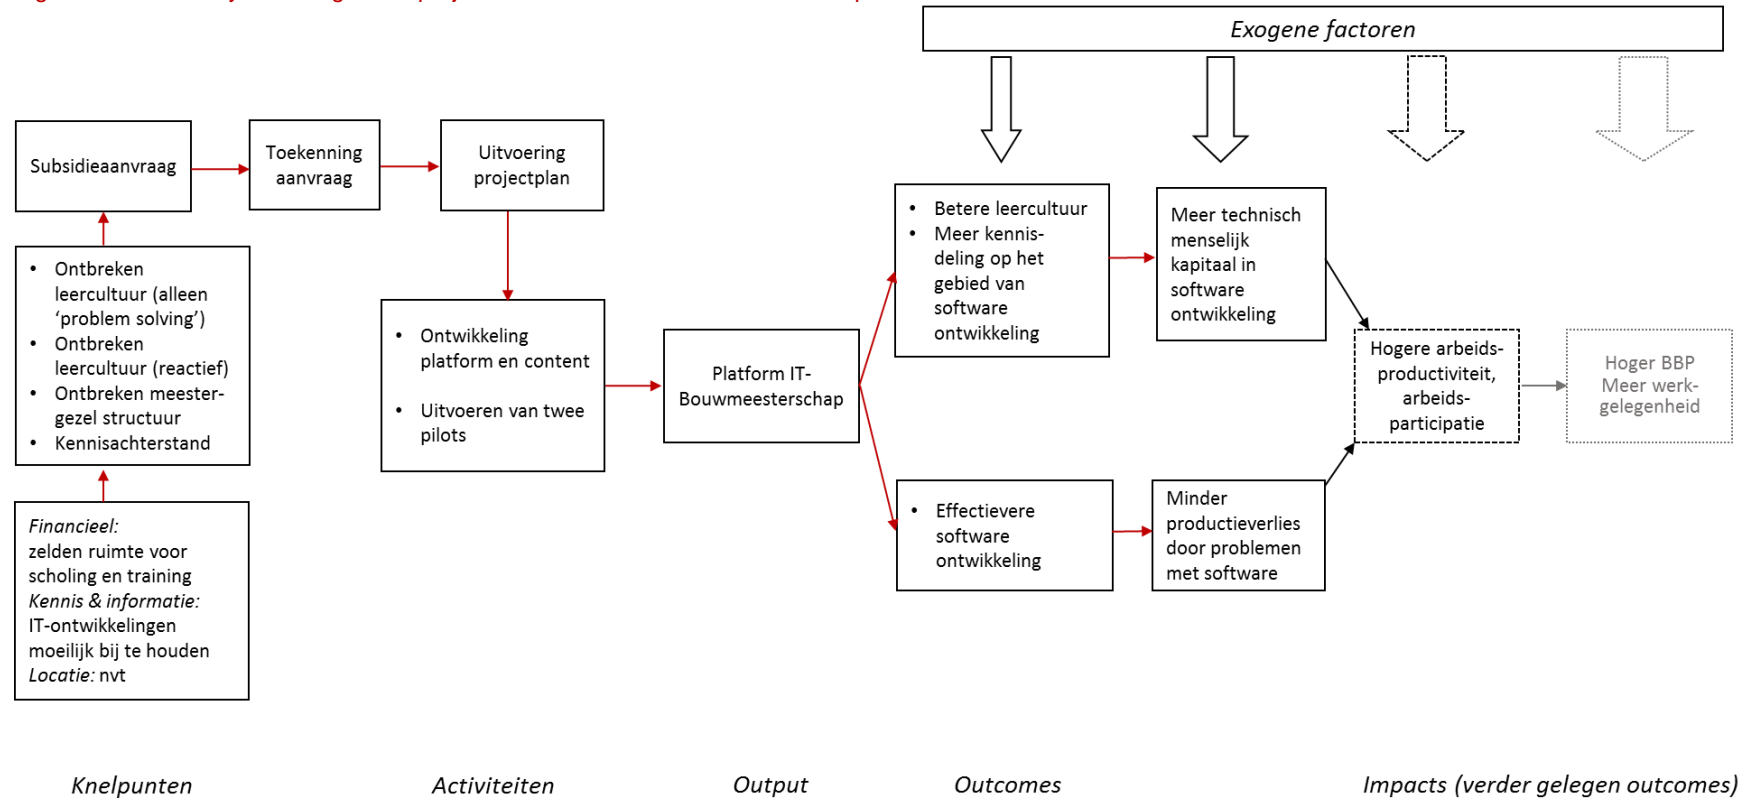 Exogene factoren
Subsidieaanvraag
Toekenning
aanvraag
Uitvoering
projectplan
• Ontbreken
leercultuur (alleen
‘problem solving’)
• Ontbreken
leercultuur (reactief)
• Ontbreken meester-
gezel structuur
• Kennisachterstand
Financieel:
zelden ruimte voor
scholing en training
Kennis & informatie:
IT-ontwikkelingen
moeilijk bij te houden
Locatie: nvt
• Ontwikkeling
platform en content
• Uitvoeren van twee
pilots
Platform IT-
Bouwmeesterschap
• Betere leercultuur
• Meer kennis-
deling op het
gebied van
software
ontwikkeling
• Effectievere
software
ontwikkeling
Meer technisch
menselijk
kapitaal in
software
ontwikkeling
Minder
productieverlies
door problemen
met software
Hogere arbeids-
productiviteit,
arbeids-
participatie
Hoger BBP
Meer werk-
gelegenheid
Knelpunten
Activiteiten
Output
Outcomes
Impacts (verder gelegen outcomes)